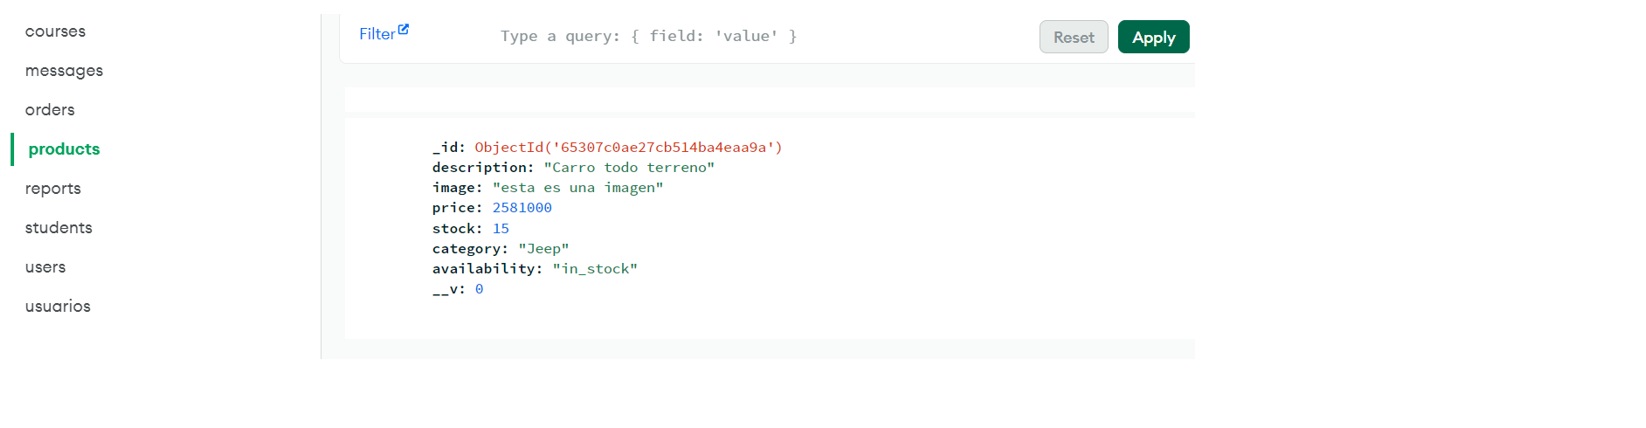 courses
messages
orders
products
reports
students
users
usuarios
Filter
Type a query: { field: 'value' }
Reset
Apply
_id: ObjectId('65307c0ae27cb514ba4eaa9a')
description: "Carro todo terreno"
image: "esta es una imagen"
price: 2581000
stock: 15
category: "Jeep"
availability: "in_stock"
__v: 0